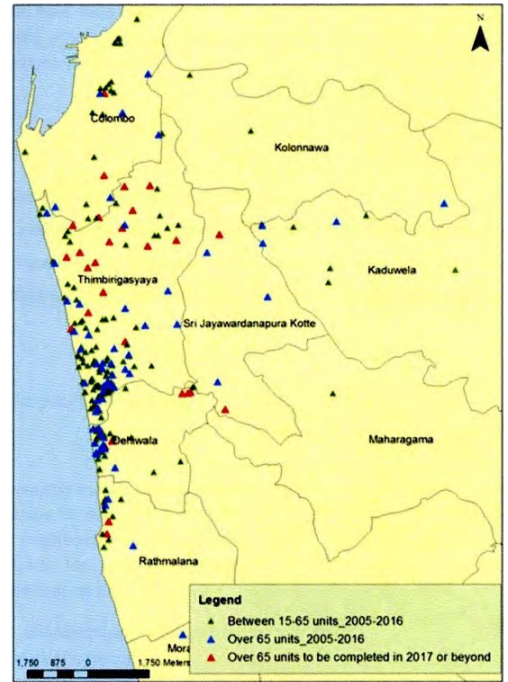 N
Colombo
Kolonnawa
Kaduwela
Thimbirigasyaya
Sri Jayawardanapura Kotte
Maharagama
Dehiwala
Rathmalana
Mora
Legend
Between 15-65 units_2005-2016
Over 65 units_2005-2016
Over 65 units to be completed in 2017 or beyond
1,750 875 0 1,750 Meters